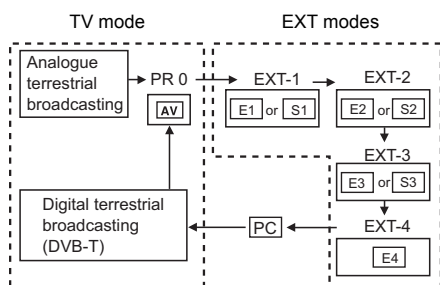 TV mode
EXT modes
Analogue
terrestrial
broadcasting
PR 0
AV
EXT-1
E1 or S1
EXT-2
E2 or S2
EXT-3
E3 or S3
EXT-4
E4
PC
Digital terrestrial
broadcasting
(DVB-T)